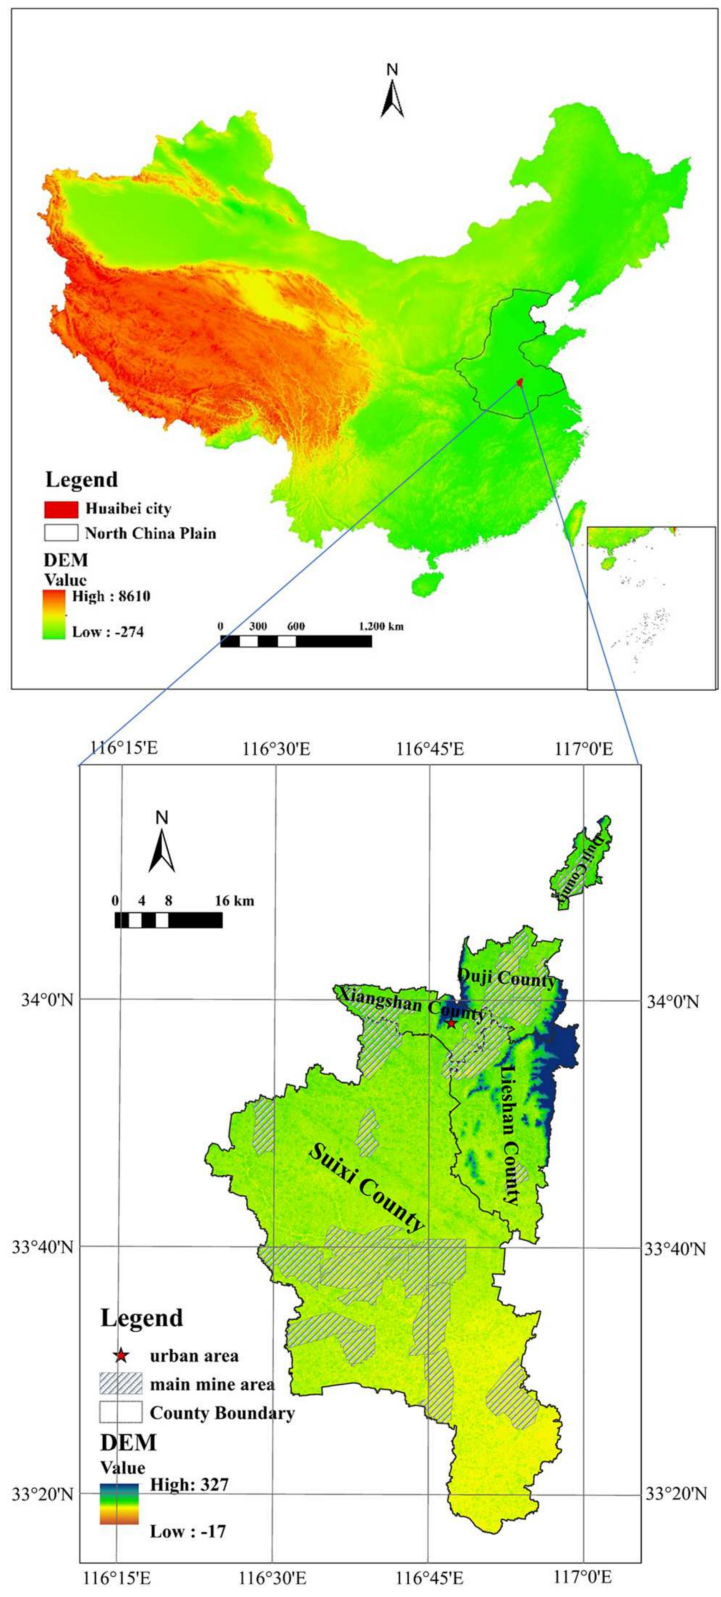 N
Legend
Huaibei city
North China Plain
DEM
Value
High : 8610
Low : -274
0 300 600 1,200 km
116°15'E 116°30'E 116°45'E 117°0'E
N
0 4 8 16 km
Duji County
Duji County
Xiangshan County
34°0'N 34°0'N
Lieshan County
Suixi County
33°40'N 33°40'N
Legend
urban area
main mine area
County Boundary
DEM
Value
High: 327
Low : -17
33°20'N 33°20'N
116°15'E 116°30'E 116°45'E 117°0'E